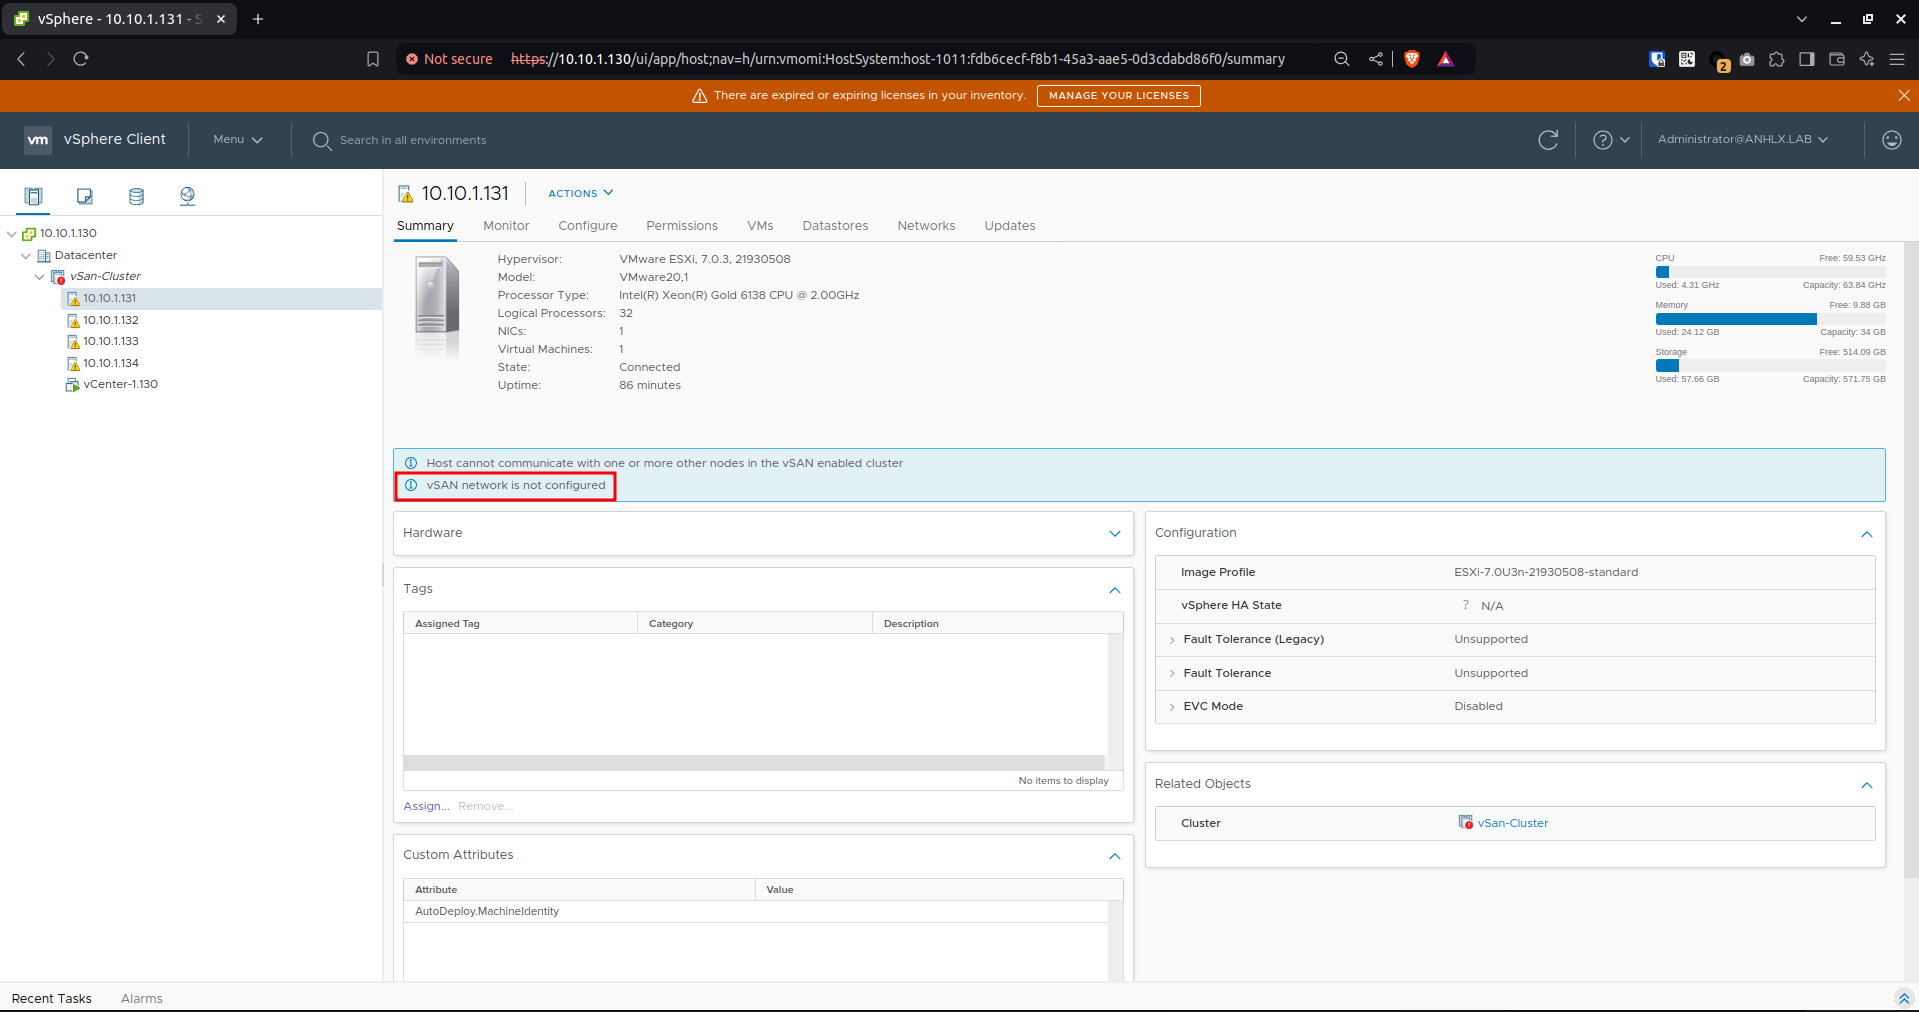 vSphere - 10.10.1.131 - S
Not secure https://10.10.1.130/ui/app/host;nav=h/urn:vmomi:HostSystem:host-1011:fdb6cecf-f8b1-45a3-aae5-0d3cdabd86f0/summary
2
There are expired or expiring licenses in your inventory. MANAGE YOUR LICENSES
vm vSphere Client Menu Search in all environments Administrator@ANHLX.LAB
10.10.1.130
Datacenter
vSan-Cluster
10.10.1.131
10.10.1.132
10.10.1.133
10.10.1.134
vCenter-1.130
10.10.1.131 ACTIONS
Summary Monitor Configure Permissions VMs Datastores Networks Updates
Hypervisor: VMware ESXi, 7.0.3, 21930508
Model: VMware20,1
Processor Type: Intel(R) Xeon(R) Gold 6138 CPU @ 2.00GHz
Logical Processors: 32
NICs: 1
Virtual Machines: 1
State: Connected
Uptime: 86 minutes
CPU Free: 59.53 GHz
Used: 4.31 GHz Capacity: 63.84 GHz
Memory Free: 9.88 GB
Used: 24.12 GB Capacity: 34 GB
Storage Free: 514.09 GB
Used: 57.66 GB Capacity: 571.75 GB
Host cannot communicate with one or more other nodes in the vSAN enabled cluster
vSAN network is not configured
Hardware
Tags
Assigned Tag Category Description
No items to display
Assign... Remove...
Custom Attributes
Attribute Value
AutoDeploy.MachineIdentity
Configuration
Image Profile ESXi-7.0U3n-21930508-standard
vSphere HA State ? N/A
Fault Tolerance (Legacy) Unsupported
Fault Tolerance Unsupported
EVC Mode Disabled
Related Objects
Cluster vSan-Cluster
Recent Tasks Alarms